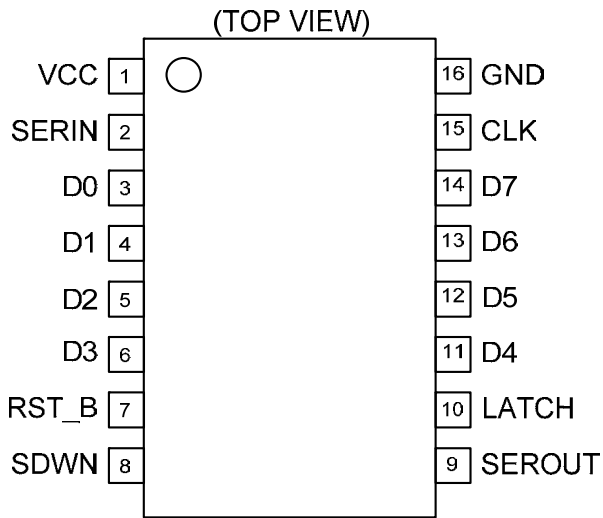 (TOP VIEW)
VCC 1 16 GND
SERIN 2 15 CLK
D0 3 14 D7
D1 4 13 D6
D2 5 12 D5
D3 6 11 D4
RST_B 7 10 LATCH
SDWN 8 9 SEROUT